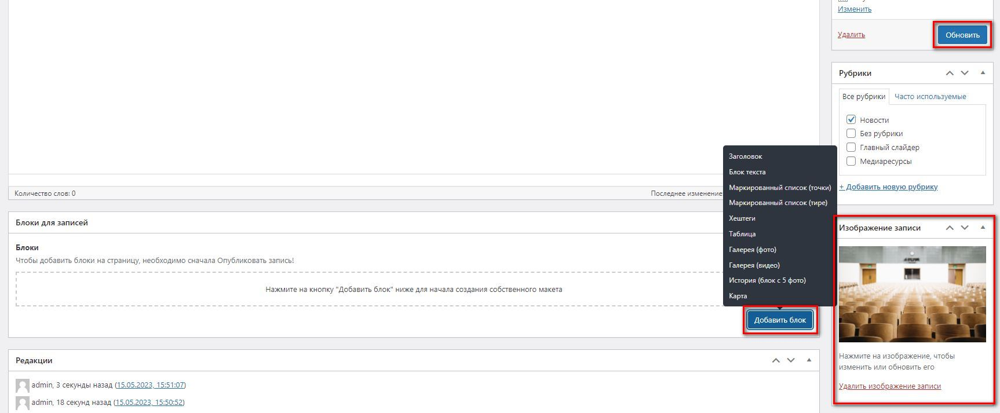 Изменить
Удалить
Обновить
Рубрики
Все рубрики
Часто используемые
Новости
Без рубрики
Главный слайдер
Медиаресурсы
+ Добавить новую рубрику
Заголовок
Блок текста
Маркированный список (точки)
Маркированный список (тире)
Хештеги
Таблица
Галерея (фото)
Галерея (видео)
История (блок с 5 фото)
Карта
Количество слов: 0
Последнее изменение:
Блоки для записей
Блоки
Чтобы добавить блоки на страницу, необходимо сначала Опубликовать запись!
Нажмите на кнопку "Добавить блок" ниже для начала создания собственного макета
Добавить блок
Изображение записи
Нажмите на изображение, чтобы
изменить или обновить его
Удалить изображение записи
Редакции
admin, 3 секунды назад (15.05.2023, 15:51:07)
admin, 18 секунд назад (15.05.2023, 15:50:52)